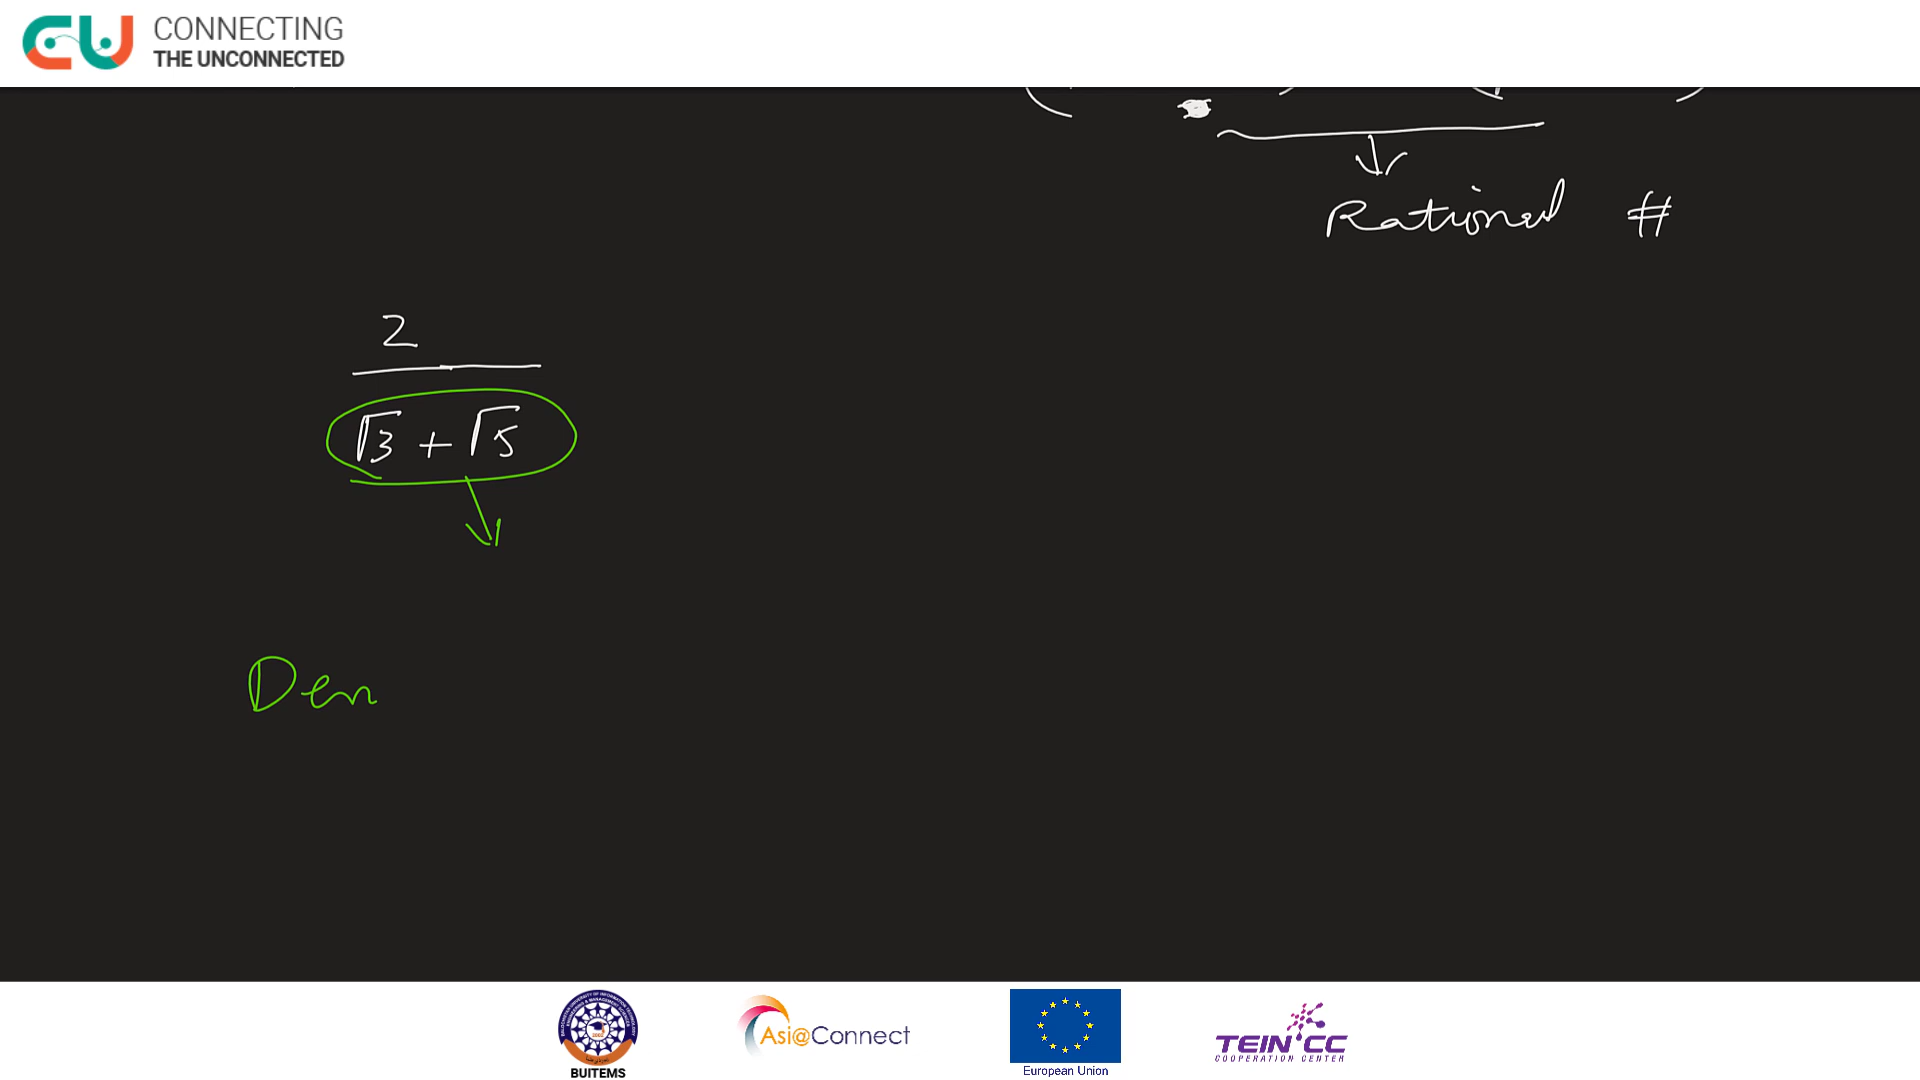 CONNECTING
THE UNCONNECTED
Rational #
2
√3 + √5
Den
BUITEMS
Asi@Connect
European Union
TEIN*CC
COOPERATION CENTER